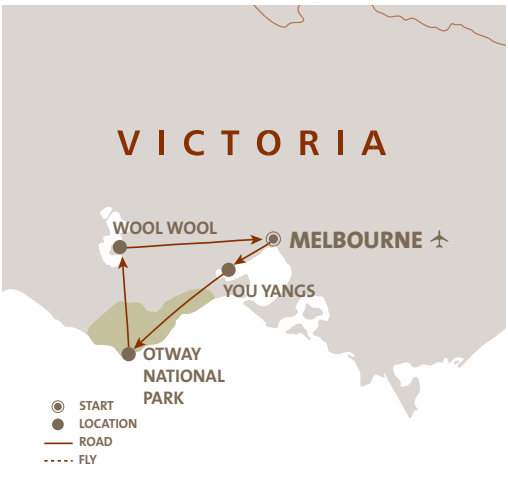 VICTORIA
WOOL WOOL
MELBOURNE
YOU YANGS
OTWAY
NATIONAL
PARK
START
LOCATION
ROAD
FLY